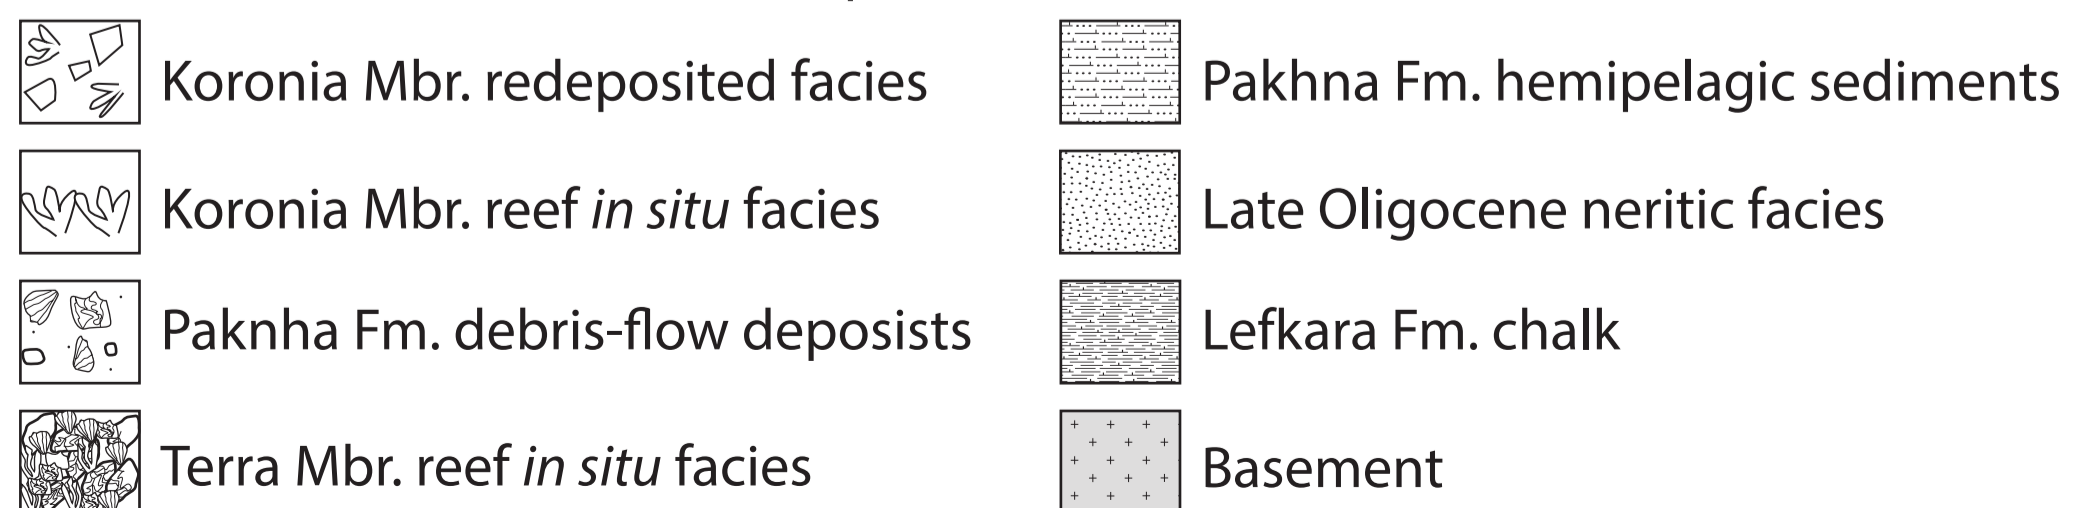 Koronia Mbr. redeposited facies
Koronia Mbr. reef in situ facies
Paknha Fm. debris-flow deposists
Terra Mbr. reef in situ facies
Pakhna Fm. hemipelagic sediments
Late Oligocene neritic facies
Lefkara Fm. chalk
Basement